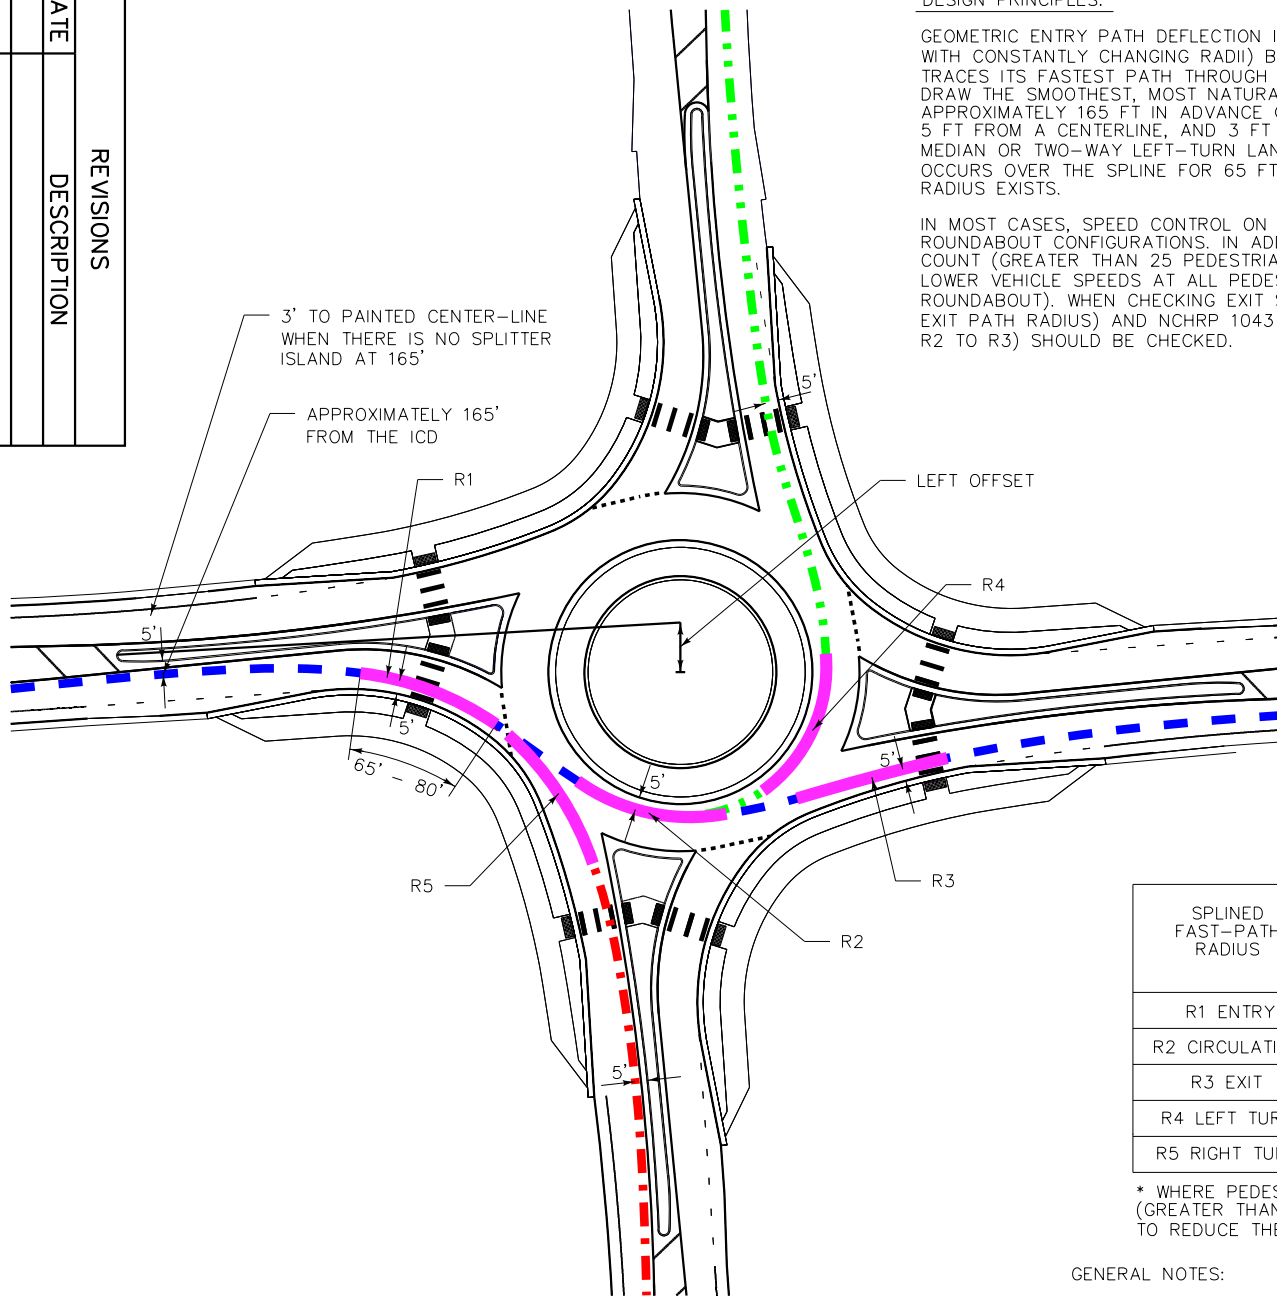 DESIGN PRINCIPLES:
GEOMETRIC ENTRY PATH DEFLECTION I
WITH CONSTANTLY CHANGING RADII) B
TRACES ITS FASTEST PATH THROUGH
DRAW THE SMOOTHEST, MOST NATURA
APPROXIMATELY 165 FT IN ADVANCE
5 FT FROM A CENTERLINE, AND 3 FT
MEDIAN OR TWO-WAY LEFT-TURN LAN
OCCURS OVER THE SPLINE FOR 65 FT
RADIUS EXISTS.
IN MOST CASES, SPEED CONTROL ON
ROUNDABOUT CONFIGURATIONS. IN AD
COUNT (GREATER THAN 25 PEDESTRIA
LOWER VEHICLE SPEEDS AT ALL PEDES
ROUNDABOUT). WHEN CHECKING EXIT
EXIT PATH RADIUS) AND NCHRP 1043
R2 TO R3) SHOULD BE CHECKED.
REVISIONS
ATE
DESCRIPTION
3' TO PAINTED CENTER-LINE
WHEN THERE IS NO SPLITTER
ISLAND AT 165'
APPROXIMATELY 165'
FROM THE ICD
R1
5'
LEFT OFFSET
R4
5'
5'
65' - 80'
5'
5'
R5
R3
R2
5'
SPLINED
FAST-PATH
RADIUS
R1 ENTRY
R2 CIRCULATI
R3 EXIT
R4 LEFT TUR
R5 RIGHT TU
* WHERE PEDES
(GREATER THAN
TO REDUCE THE
GENERAL NOTES: